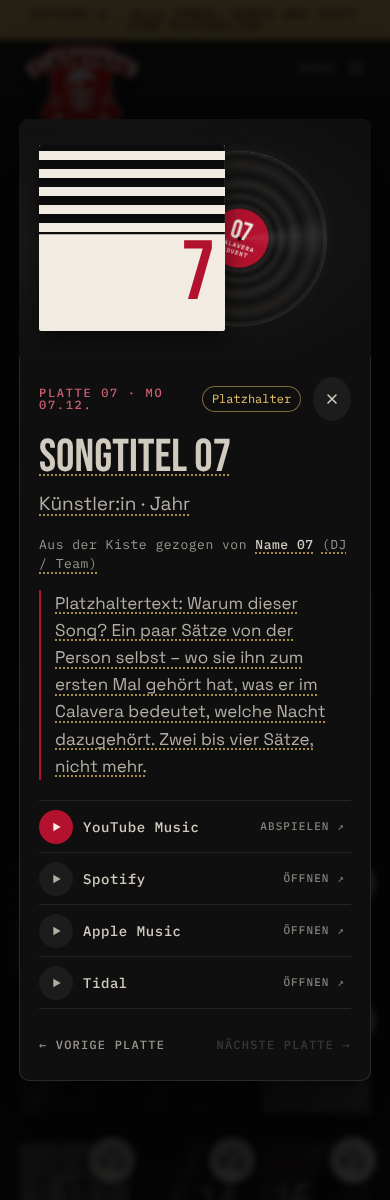 07
CALAVERA
ADVENT
7
PLATTE 07 · MO
07.12.
Platzhalter
×
SONGTITEL 07
Künstler:in · Jahr
Aus der Kiste gezogen von Name 07 (DJ
/ Team)
Platzhaltertext: Warum dieser
Song? Ein paar Sätze von der
Person selbst – wo sie ihn zum
ersten Mal gehört hat, was er im
Calavera bedeutet, welche Nacht
dazugehört. Zwei bis vier Sätze,
nicht mehr.
YouTube Music ABSPIELEN ↗
Spotify ÖFFNEN ↗
Apple Music ÖFFNEN ↗
Tidal ÖFFNEN ↗
← VORIGE PLATTE NÄCHSTE PLATTE →